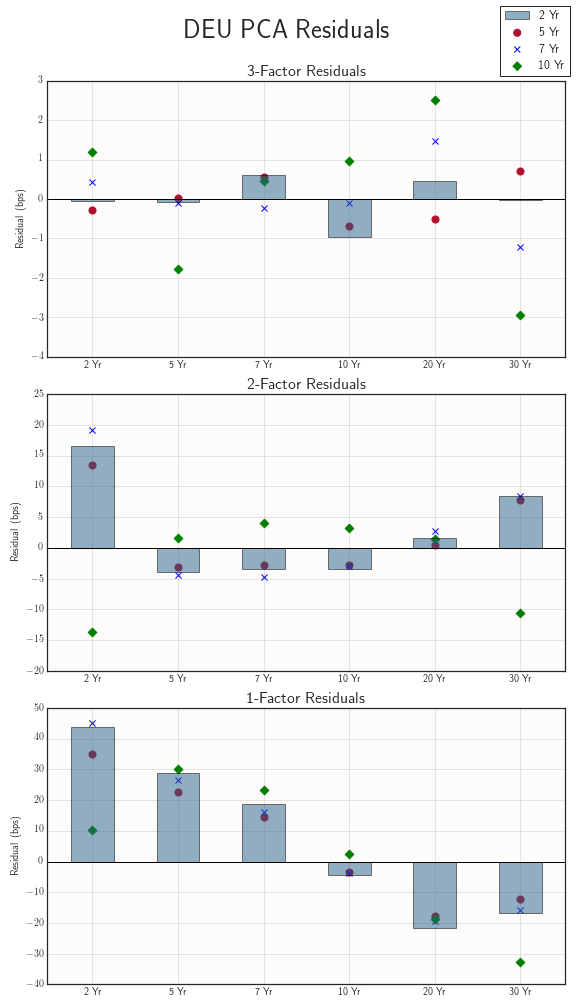 DEU PCA Residuals
2 Yr
5 Yr
7 Yr
10 Yr
3-Factor Residuals
Residual (bps)
3
2
1
0
−1
−2
−3
−4
2 Yr 5 Yr 7 Yr 10 Yr 20 Yr 30 Yr
2-Factor Residuals
Residual (bps)
25
20
15
10
5
0
−5
−10
−15
−20
2 Yr 5 Yr 7 Yr 10 Yr 20 Yr 30 Yr
1-Factor Residuals
Residual (bps)
50
40
30
20
10
0
−10
−20
−30
−40
2 Yr 5 Yr 7 Yr 10 Yr 20 Yr 30 Yr